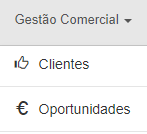 Gestão Comercial
Clientes
€ Oportunidades